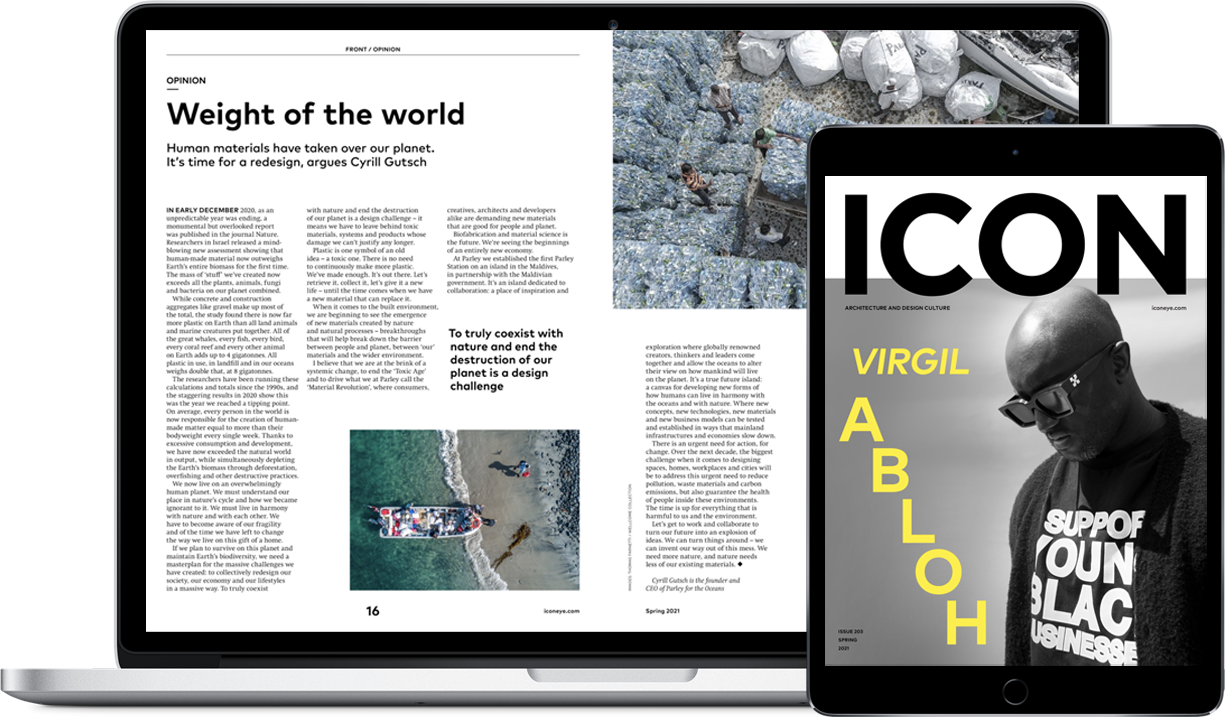 FRONT / OPINION
OPINION
Weight of the world
Human materials have taken over our planet.
It's time for a redesign, argues Cyrill Gutsch
IN EARLY DECEMBER 2020, as an
unpredictable year was ending, a
monumental but overlooked report
was published in the journal Nature.
Researchers in Israel released a mind-
blowing new assessment showing that
human-made material now outweighs
Earth's entire biomass for the first time.
The mass of 'stuff' we've created now
exceeds all the plants, animals, fungi
and bacteria on our planet combined.
While concrete and construction
aggregates like gravel make up most of
the total, the study found there is now far
more plastic on Earth than all land animals
and marine creatures put together. All of
the great whales, every fish, every bird,
every coral reef and every other animal
on Earth adds up to 4 gigatonnes. All
plastic in use, in landfill and in our oceans
weighs double that, at 8 gigatonnes.
The researchers have been running these
calculations and totals since the 1990s, and
the staggering results in 2020 show this
was the year we reached a tipping point.
On average, every person in the world is
now responsible for the creation of human-
made matter equal to more than their
bodyweight every single week. Thanks to
excessive consumption and development,
we have now exceeded the natural world
in output, while simultaneously depleting
the Earth's biomass through deforestation,
overfishing and other destructive practices.
We now live on an overwhelmingly
human planet. We must understand our
place in nature's cycle and how we became
ignorant to it. We must live in harmony
with nature and with each other. We
have to become aware of our fragility
and of the time we have left to change
the way we live on this gift of a home.
If we plan to survive on this planet and
maintain Earth's biodiversity, we need a
masterplan for the massive challenges we
have created: to collectively redesign our
society, our economy and our lifestyles
in a massive way. To truly coexist
with nature and end the destruction
of our planet is a design challenge – it
means we have to leave behind toxic
materials, systems and products whose
damage we can't justify any longer.
Plastic is one symbol of an old
idea – a toxic one. There is no need
to continuously make more plastic.
We've made enough. It's out there. Let's
retrieve it, collect it, let's give it a new
life – until the time comes when we have
a new material that can replace it.
When it comes to the built environment,
we are beginning to see the emergence
of new materials created by nature
and natural processes – breakthroughs
that will help break down the barrier
between people and planet, between 'our'
materials and the wider environment.
I believe that we are at the brink of a
systemic change, to end the 'Toxic Age'
and to drive what we at Parley call the
'Material Revolution', where consumers,
creatives, architects and developers
alike are demanding new materials
that are good for people and planet.
Biofabrication and material science is
the future. We're seeing the beginnings
of an entirely new economy.
At Parley we established the first Parley
Station on an island in the Maldives,
in partnership with the Maldivian
government. It's an island dedicated to
collaboration: a place of inspiration and
To truly coexist with
nature and end the
destruction of our
planet is a design
challenge
exploration where globally renowned
creators, thinkers and leaders come
together and allow the oceans to alter
their view on how mankind will live
on the planet. It's a true future island:
a canvas for developing new forms of
how humans can live in harmony with
the oceans and with nature. Where new
concepts, new technologies, new materials
and new business models can be tested
and established in ways that mainland
infrastructures and economies slow down.
There is an urgent need for action, for
change. Over the next decade, the biggest
challenge when it comes to designing
spaces, homes, workplaces and cities will
be to address this urgent need to reduce
pollution, waste materials and carbon
emissions, but also guarantee the health
of people inside these environments.
The time is up for everything that is
harmful to us and the environment.
Let's get to work and collaborate to
turn our future into an explosion of
ideas. We can turn things around – we
can invent our way out of this mess. We
need more nature, and nature needs
less of our existing materials. ◆
Cyrill Gutsch is the founder and
CEO of Parley for the Oceans
16
iconeye.com
Spring 2021
ICON
ARCHITECTURE AND DESIGN CULTURE
iconeye.com
VIRGIL
ABLOH
SUPPOR
YOUN
BLAC
USINESSE
ISSUE 203
SPRING
2021